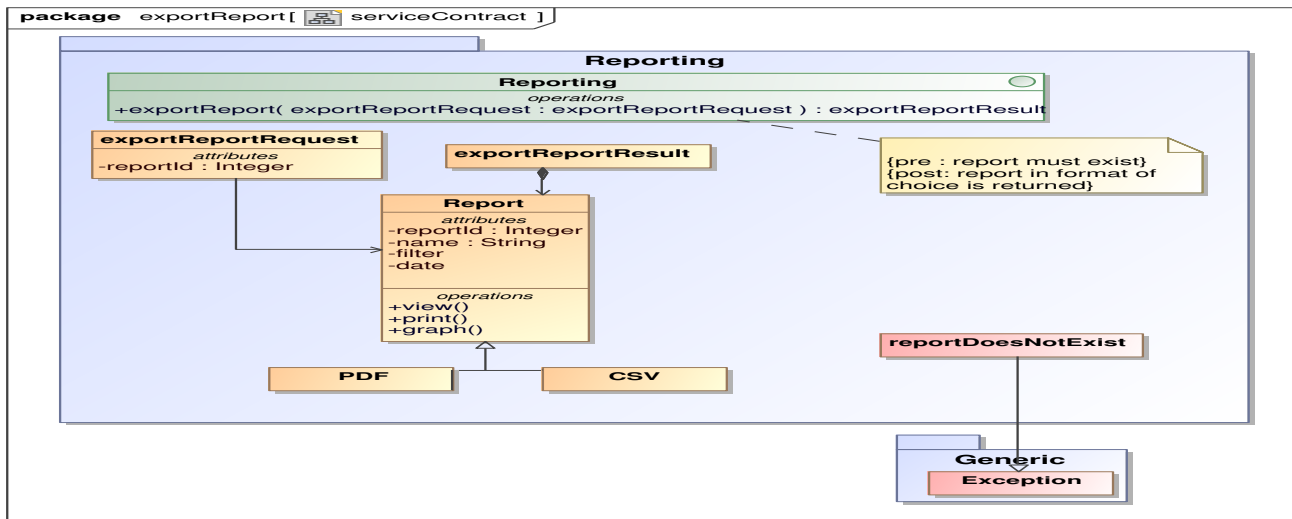 package exportReport[ serviceContract ]
Reporting
Reporting
operations
+exportReport( exportReportRequest : exportReportRequest ) : exportReportResult
exportReportRequest
attributes
-reportId : Integer
exportReportResult
{pre : report must exist}
{post: report in format of
choice is returned}
Report
attributes
-reportId : Integer
-name : String
-filter
-date
operations
+view()
+print()
+graph()
reportDoesNotExist
PDF
CSV
Generic
Exception